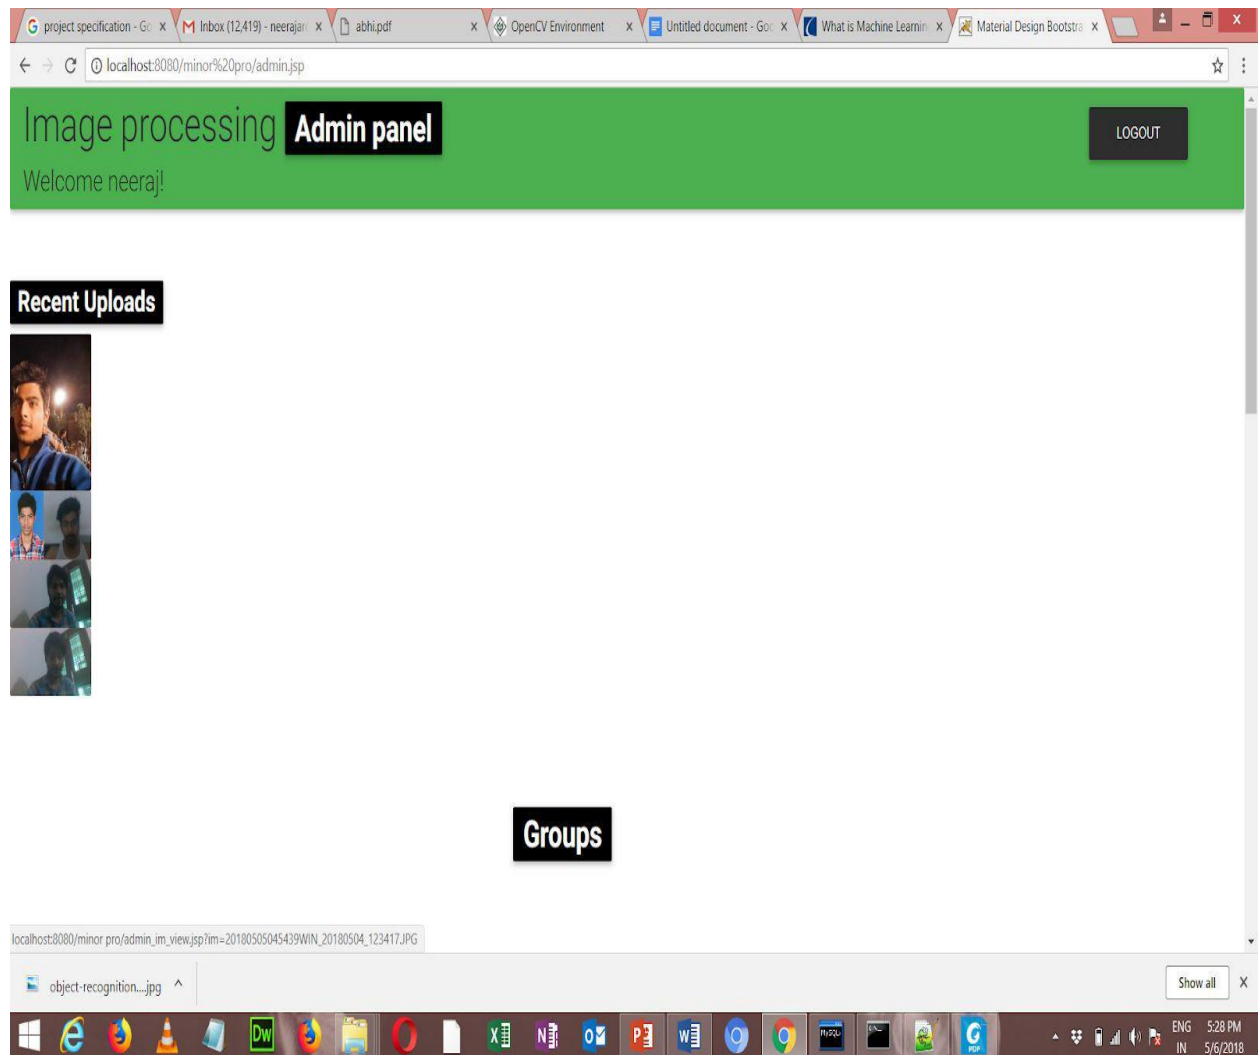 project specification - Go
Inbox (12,419) - neerajar
abhi.pdf
OpenCV Environment
Untitled document - Goo
What is Machine Learnin
Material Design Bootstra
localhost:8080/minor%20pro/admin.jsp
Image processing Admin panel
LOGOUT
Welcome neeraj!
Recent Uploads
Groups
localhost:8080/minor pro/admin_im_view.jsp?im=20180505045439WIN_20180504_123417.JPG
object-recognition....jpg
Show all
Dw
MySQL
PDF
ENG 5:28 PM
IN 5/6/2018